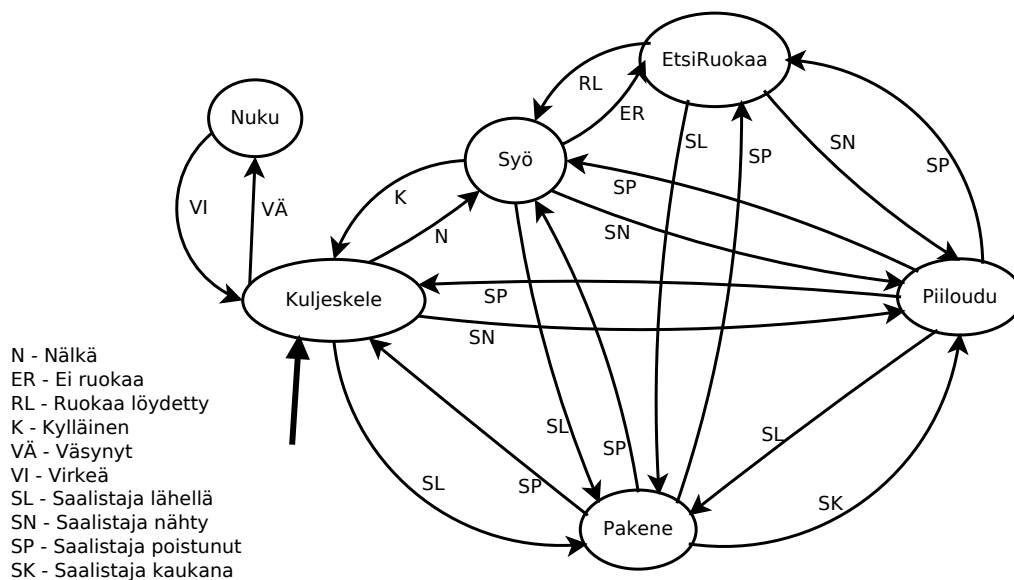 EtsiRuokaa
RL
Nuku
ER
Syö
SL
SP
SN
SP
SP
K
VI
VÄ
N
SN
SP
Kuljeskele
Piiloudu
SN
N - Nälkä
ER - Ei ruokaa
RL - Ruokaa löydetty
K - Kylläinen
VÄ - Väsynyt
VI - Virkeä
SL - Saalistaja lähellä
SN - Saalistaja nähty
SP - Saalistaja poistunut
SK - Saalistaja kaukana
SL
SP
SL
SL
SP
SK
Pakene